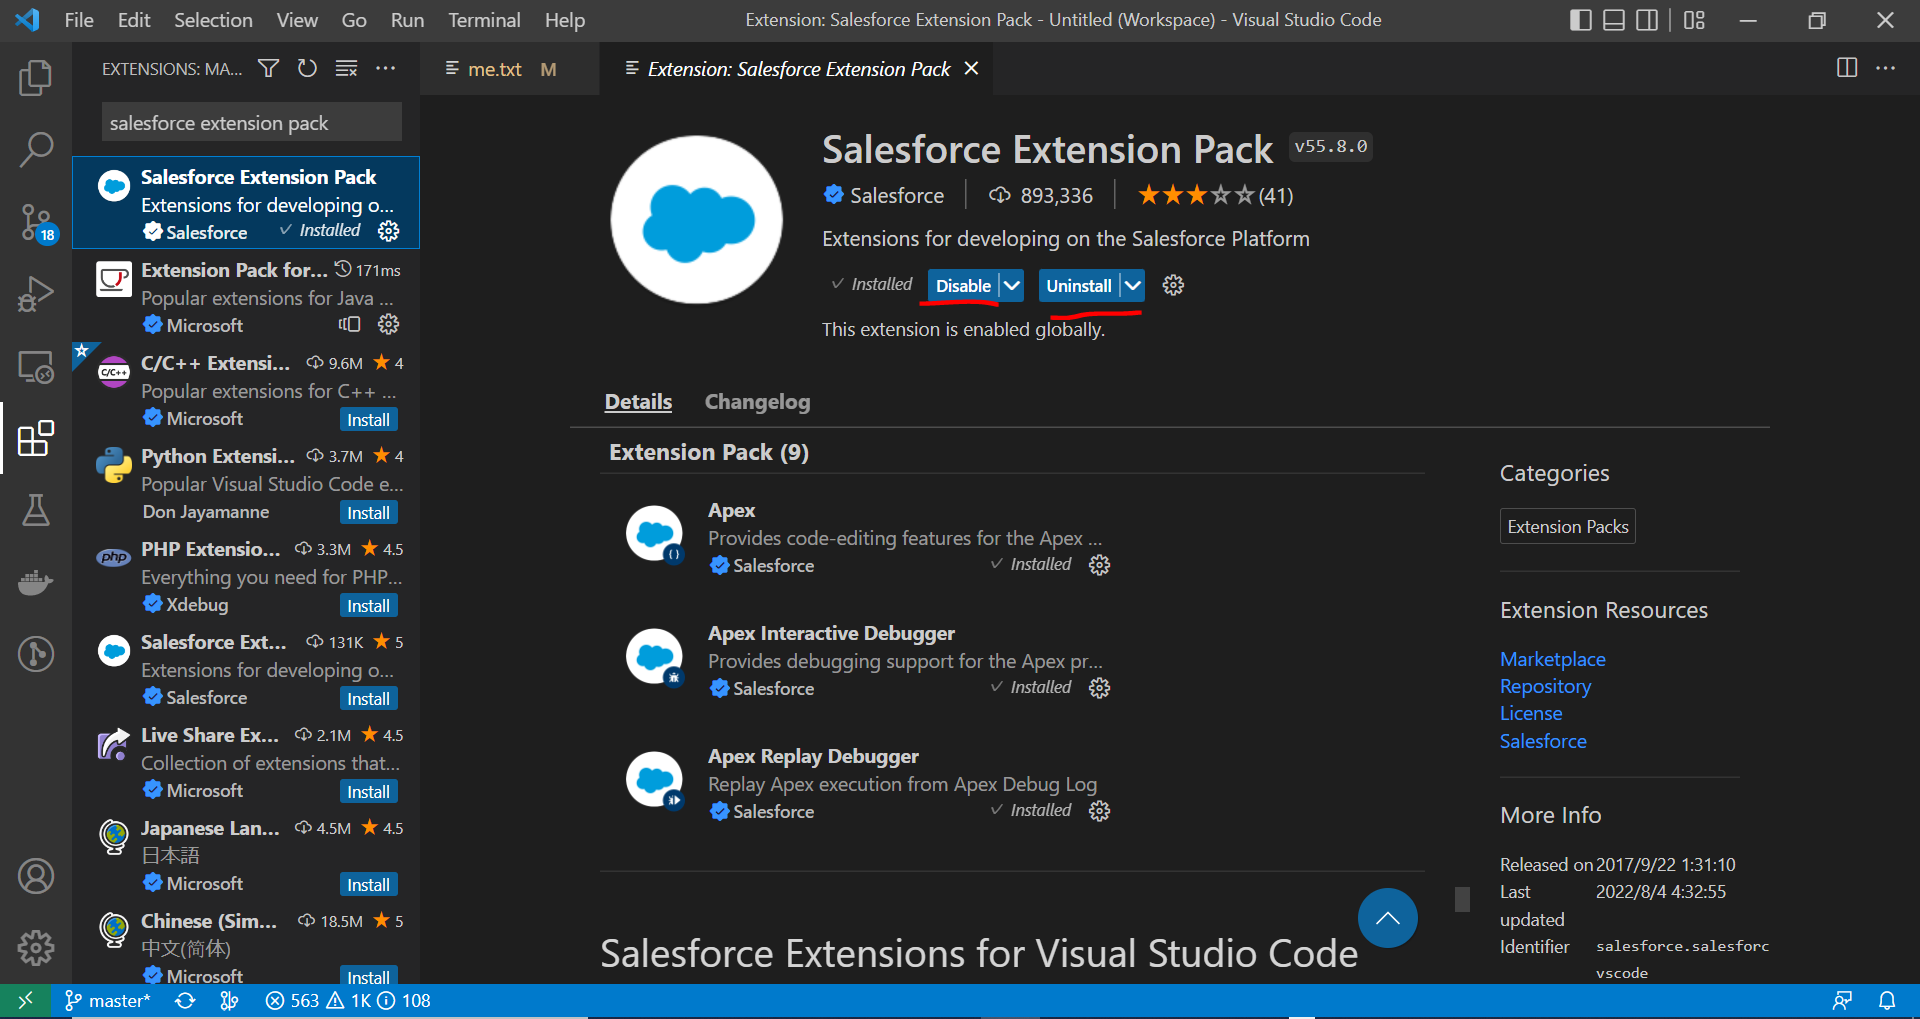 File Edit Selection View Go Run Terminal Help
Extension: Salesforce Extension Pack - Untitled (Workspace) - Visual Studio Code
EXTENSIONS: MA...
me.txt M
Extension: Salesforce Extension Pack
salesforce extension pack
Salesforce Extension Pack
Extensions for developing o...
Salesforce
Installed
Extension Pack for... 171ms
Popular extensions for Java ...
Microsoft
C/C++
C/C++ Extensi... 9.6M 4
Popular extensions for C++ ...
Microsoft
Install
Python Extensi... 3.7M 4
Popular Visual Studio Code e...
Don Jayamanne
Install
php
PHP Extensio... 3.3M 4.5
Everything you need for PHP...
Xdebug
Install
Salesforce Ext... 131K 5
Extensions for developing o...
Salesforce
Install
Live Share Ex... 2.1M 4.5
Collection of extensions that...
Microsoft
Install
Japanese Lan... 4.5M 4.5
日本語
Microsoft
Install
Chinese (Sim... 18.5M 5
中文(简体)
Microsoft
Install
18
Salesforce Extension Pack v55.8.0
Salesforce 893,336 (41)
Extensions for developing on the Salesforce Platform
Installed Disable Uninstall
This extension is enabled globally.
Details Changelog
Extension Pack (9)
Apex
Provides code-editing features for the Apex ...
Salesforce
Installed
Apex Interactive Debugger
Provides debugging support for the Apex pr...
Salesforce
Installed
Apex Replay Debugger
Replay Apex execution from Apex Debug Log
Salesforce
Installed
Salesforce Extensions for Visual Studio Code
Categories
Extension Packs
Extension Resources
Marketplace
Repository
License
Salesforce
More Info
Released on 2017/9/22 1:31:10
Last updated 2022/8/4 4:32:55
Identifier salesforce.salesforc
vscode
master* 563 1K 108